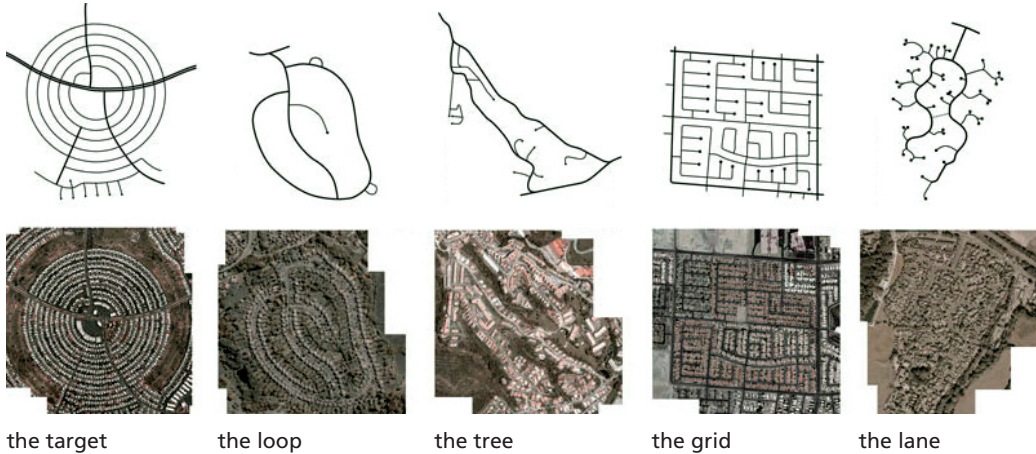 the target
the loop
the tree
the grid
the lane